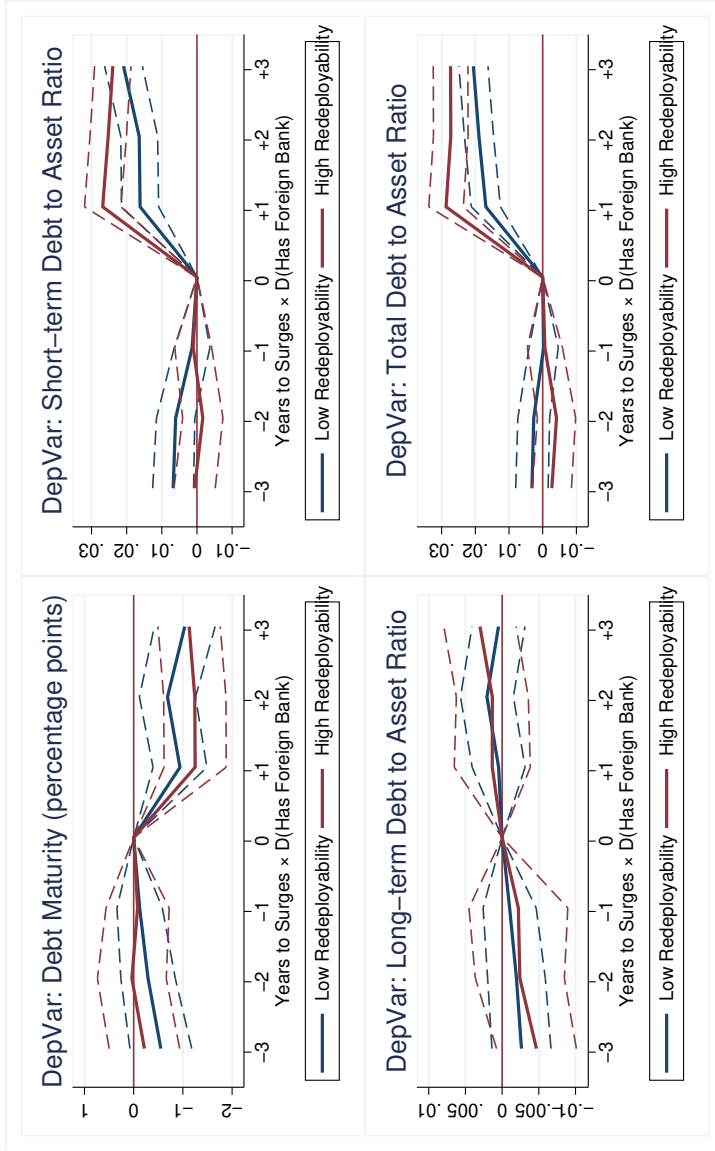 DepVar: Debt Maturity (percentage points)
1
0
−1
−2
−3 −2 −1 0 +1 +2 +3
Years to Surges × D(Has Foreign Bank)
Low Redeployability High Redeployability
DepVar: Short−term Debt to Asset Ratio
.03
.02
.01
0
−.01
−3 −2 −1 0 +1 +2 +3
Years to Surges × D(Has Foreign Bank)
Low Redeployability High Redeployability
DepVar: Long−term Debt to Asset Ratio
.01
.005
0
−.005
−.01
−3 −2 −1 0 +1 +2 +3
Years to Surges × D(Has Foreign Bank)
Low Redeployability High Redeployability
DepVar: Total Debt to Asset Ratio
.03
.02
.01
0
−.01
−3 −2 −1 0 +1 +2 +3
Years to Surges × D(Has Foreign Bank)
Low Redeployability High Redeployability